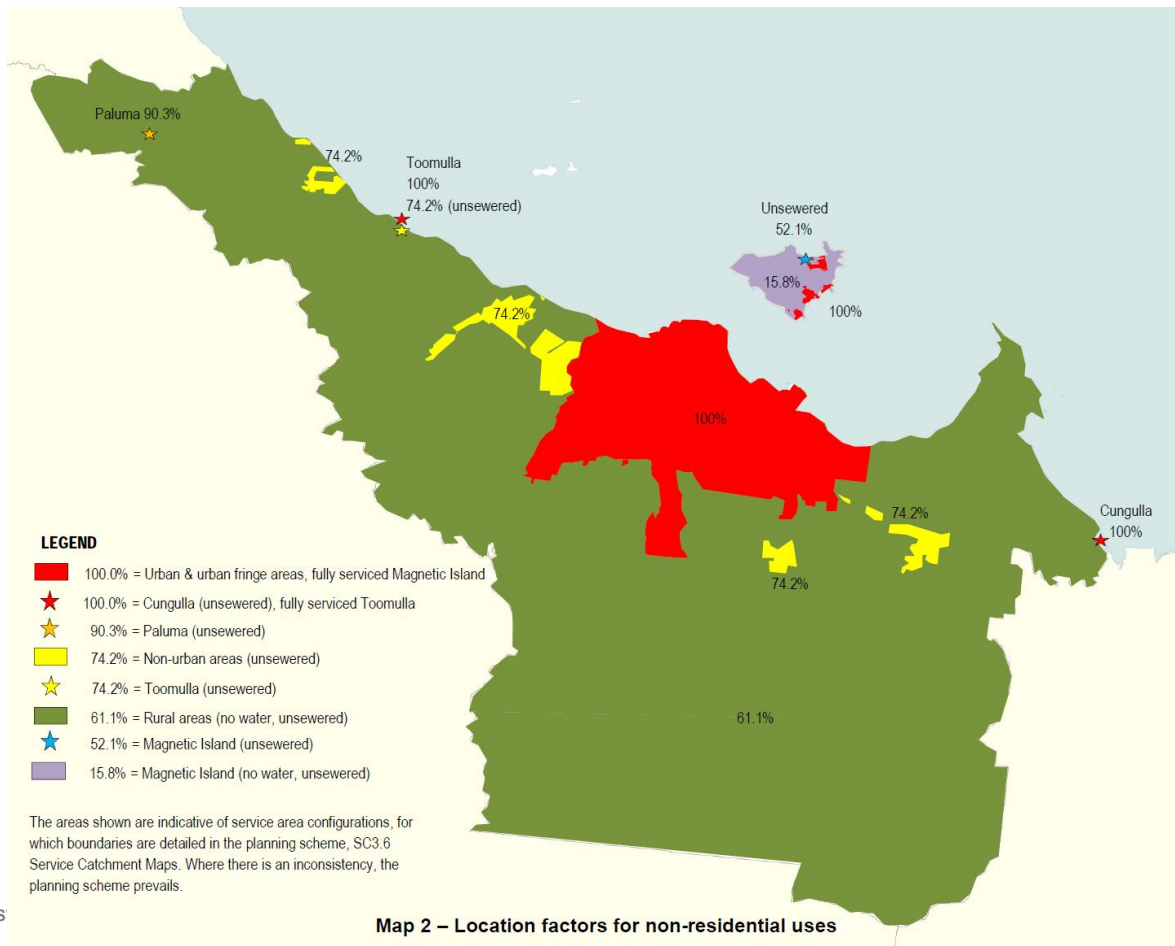 Paluma 90.3%
74.2%
Toomulla
100%
74.2% (unsewered)
Unsewered
52.1%
15.8%
100%
74.2%
100%
74.2%
Cungulla
100%
74.2%
61.1%
LEGEND
100.0% = Urban & urban fringe areas, fully serviced Magnetic Island
100.0% = Cungulla (unsewered), fully serviced Toomulla
90.3% = Paluma (unsewered)
74.2% = Non-urban areas (unsewered)
74.2% = Toomulla (unsewered)
61.1% = Rural areas (no water, unsewered)
52.1% = Magnetic Island (unsewered)
15.8% = Magnetic Island (no water, unsewered)
The areas shown are indicative of service area configurations, for
which boundaries are detailed in the planning scheme, SC3.6
Service Catchment Maps. Where there is an inconsistency, the
planning scheme prevails.
Map 2 – Location factors for non-residential uses